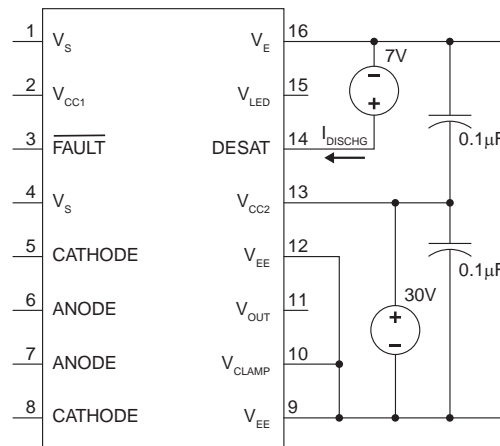 1 V_S V_E 16
7V
2 V_CC1 V_LED 15
3 FAULT DESAT 14 I_DISCHG
0.1µF
4 V_S V_CC2 13
5 CATHODE V_EE 12
0.1µF
6 ANODE V_OUT 11
30V
7 ANODE V_CLAMP 10
8 CATHODE V_EE 9